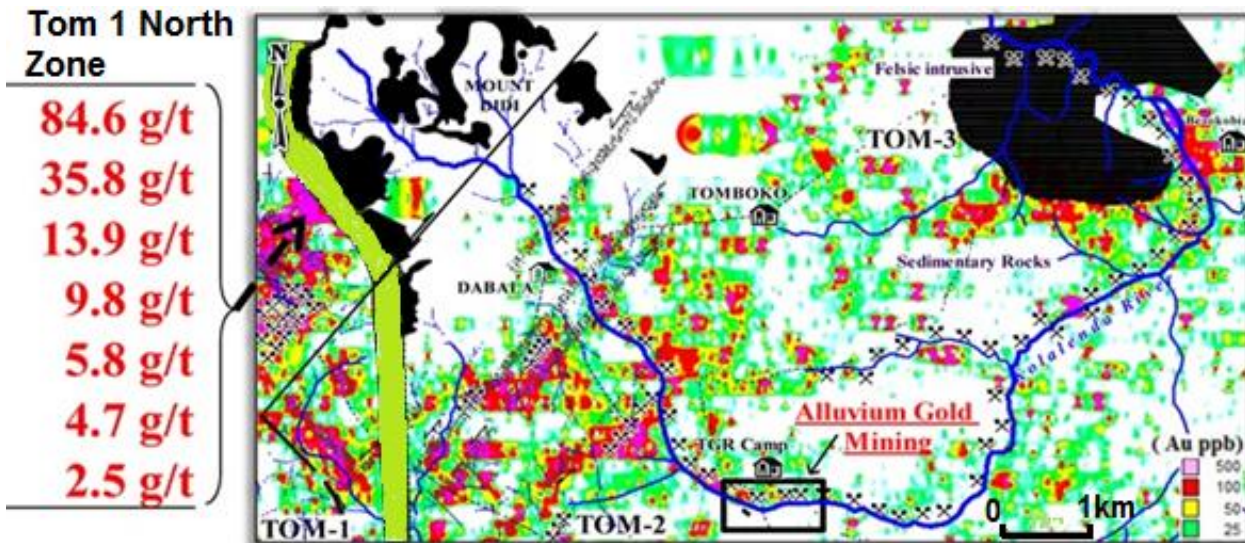 Tom 1 North
Zone
84.6 g/t
35.8 g/t
13.9 g/t
9.8 g/t
5.8 g/t
4.7 g/t
2.5 g/t
N
MOUNT
DIDI
Felsic intrusive
TOM-3
TOMBOKO
DABALA
Sedimentary Rocks
Alluvium Gold
Mining
TGR Camp
TOM-1
TOM-2
( Au ppb)
500
100
50
25
0 1km